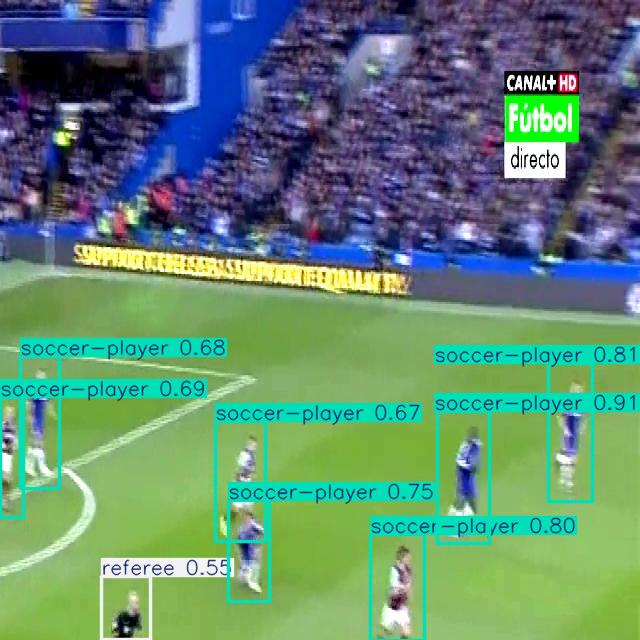 CANAL+ HD
Fútbol
directo
soccer-player 0.68
soccer-player 0.81
soccer-player 0.69
soccer-player 0.91
soccer-player 0.67
soccer-player 0.75
soccer-player 0.80
referee 0.55